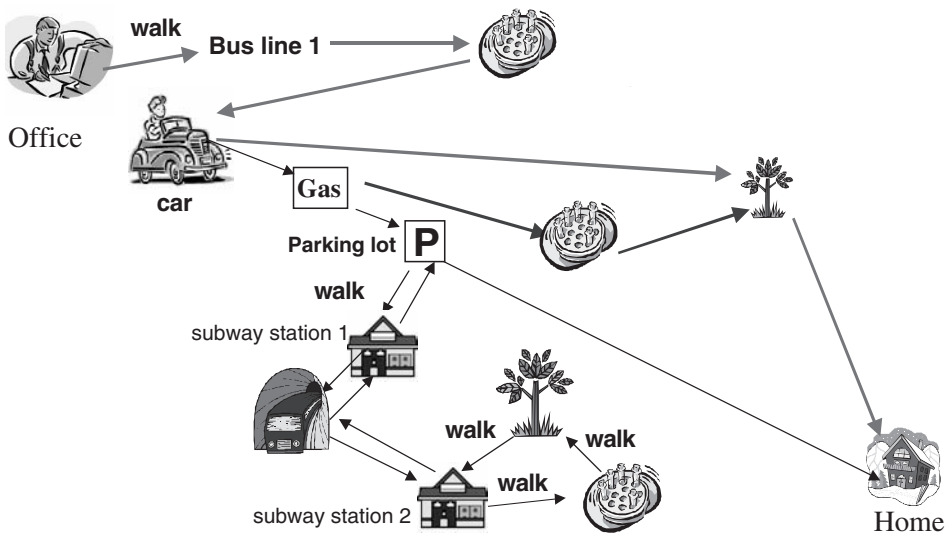 walk
Bus line 1
Office
car
Gas
Parking lot P
walk
subway station 1
walk
walk
walk
subway station 2
Home